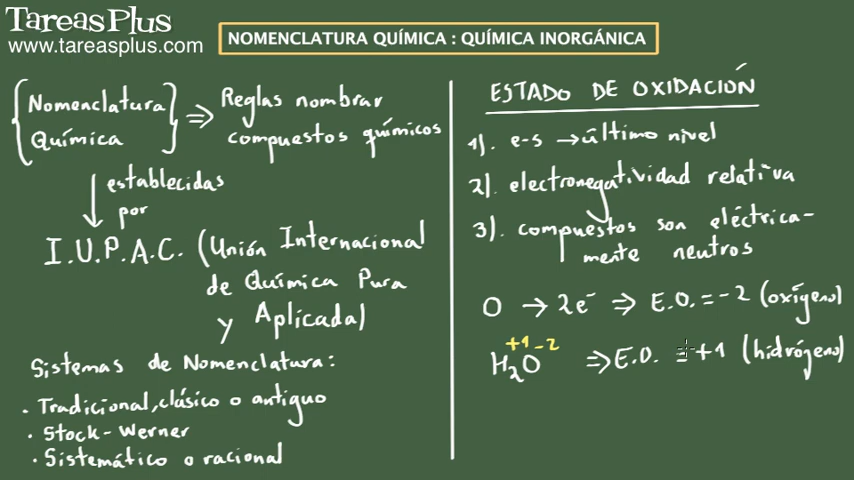 TareasPlus
www.tareasplus.com
NOMENCLATURA QUÍMICA : QUÍMICA INORGÁNICA
Nomenclatura
Química
⇒ Reglas nombrar
compuestos químicos
establecidas
por
I.U.P.A.C. (Unión Internacional
de Química Pura
y Aplicada)
Sistemas de Nomenclatura:
· Tradicional, clásico o antiguo
· Stock-Werner
· Sistemático o racional
ESTADO DE OXIDACIÓN
1). e-s → último nivel
2). electronegatividad relativa
3). compuestos son eléctrica-
mente neutros
O → 2e⁻ ⇒ E.O. = -2 (oxígeno)
+1 -2
H₂O ⇒ E.O. = +1 (hidrógeno)